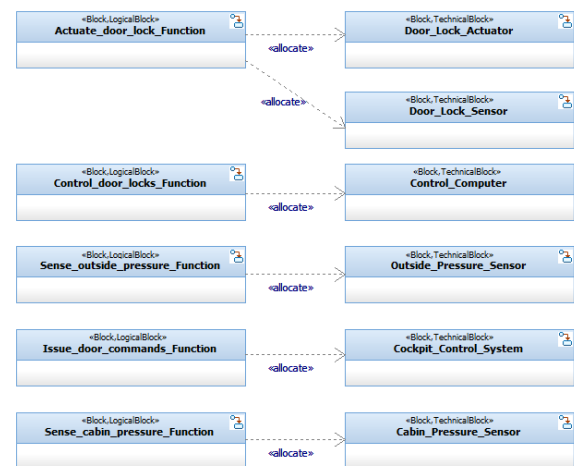 «Block,LogicalBlock»
Actuate_door_lock_Function
«allocate»
«Block,TechnicalBlock»
Door_Lock_Actuator
«allocate»
«Block,TechnicalBlock»
Door_Lock_Sensor
«Block,LogicalBlock»
Control_door_locks_Function
«allocate»
«Block,TechnicalBlock»
Control_Computer
«Block,LogicalBlock»
Sense_outside_pressure_Function
«allocate»
«Block,TechnicalBlock»
Outside_Pressure_Sensor
«Block,LogicalBlock»
Issue_door_commands_Function
«allocate»
«Block,TechnicalBlock»
Cockpit_Control_System
«Block,LogicalBlock»
Sense_cabin_pressure_Function
«allocate»
«Block,TechnicalBlock»
Cabin_Pressure_Sensor